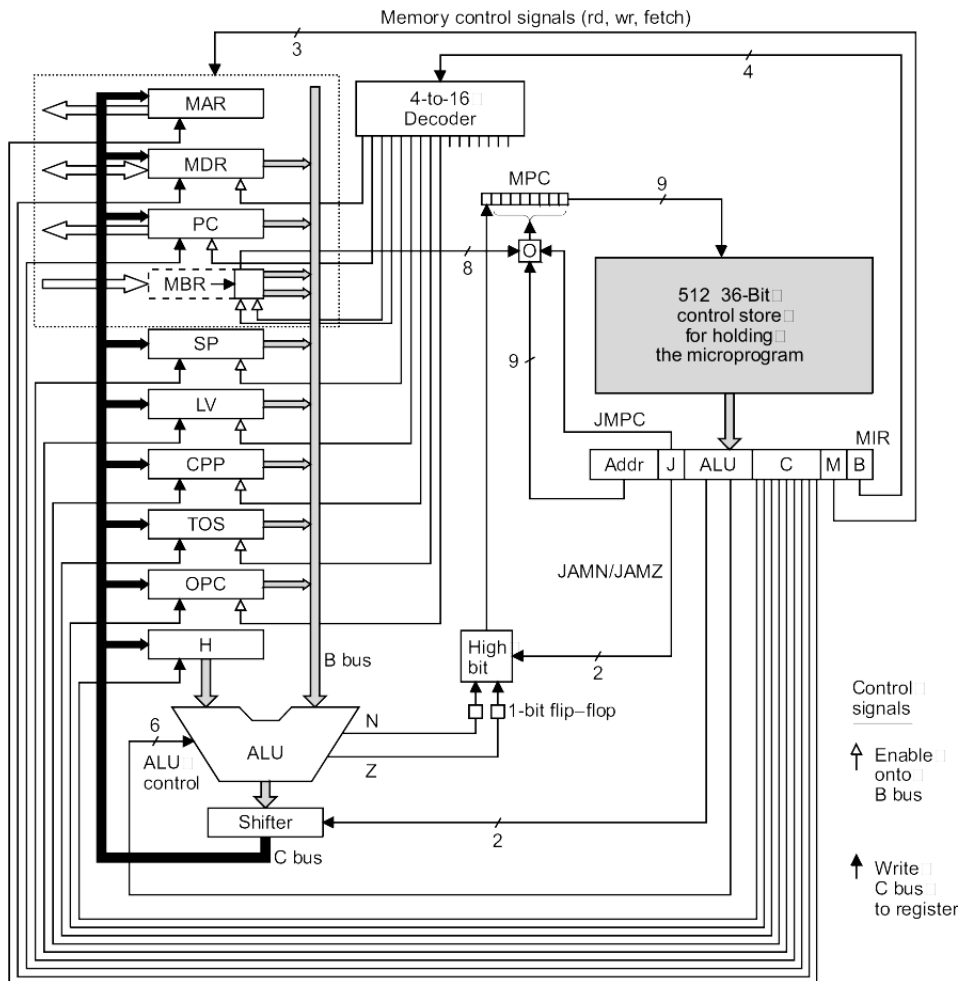 Memory control signals (rd, wr, fetch)
3
4
MAR
4-to-16
Decoder
MDR
MPC
9
PC
O
8
MBR
512 36-Bit
control store
for holding
the microprogram
SP
9
LV
JMPC
MIR
Addr
J
ALU
C
M
B
CPP
TOS
JAMN/JAMZ
OPC
H
High
bit
2
B bus
Control
signals
1-bit flip–flop
N
6
ALU
ALU
control
Z
Enable
onto
B bus
Shifter
2
C bus
Write
C bus
to register